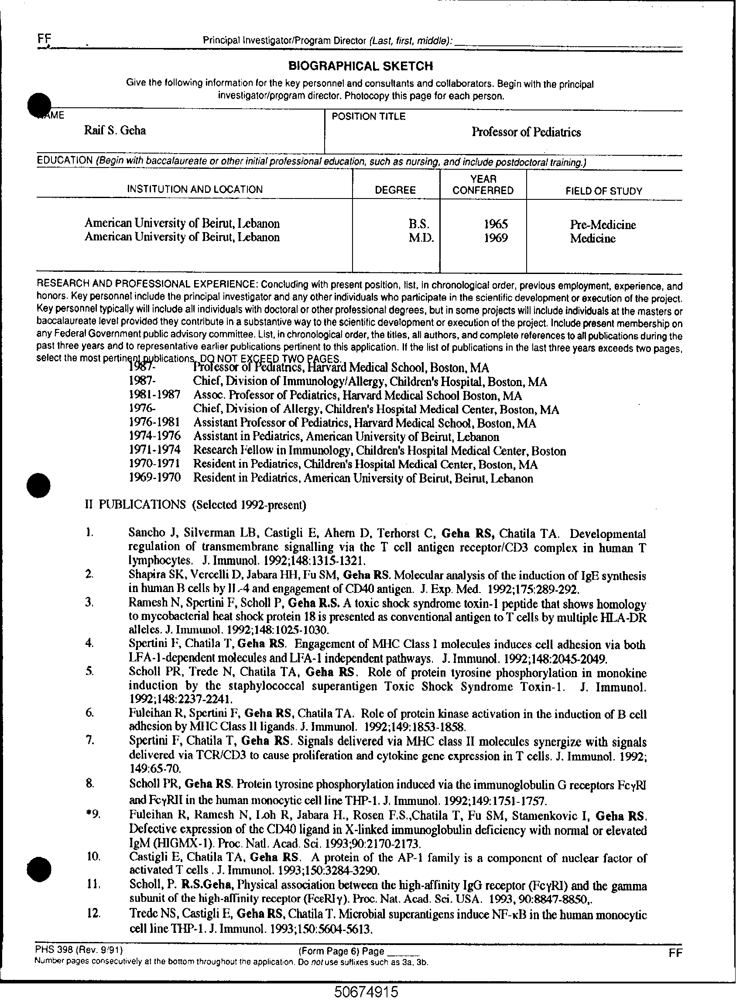 FF
Principal Investigator/Program Director (Last, first, middle):
BIOGRAPHICAL SKETCH
Give the following information for the key personnel and consultants and collaborators. Begin with the principal
investigator/program director. Photocopy this page for each person.
NAME
POSITION TITLE
Raif S. Geha
Professor of Pediatrics
EDUCATION (Begin with baccalaureate or other initial professional education, such as nursing, and include postdoctoral training.)
INSTITUTION AND LOCATION
DEGREE
YEAR
CONFERRED
FIELD OF STUDY
American University of Beirut, Lebanon B.S. 1965 Pre-Medicine
American University of Beirut, Lebanon M.D. 1969 Medicine
RESEARCH AND PROFESSIONAL EXPERIENCE: Concluding with present position, list, in chronological order, previous employment, experience, and
honors. Key personnel include the principal investigator and any other individuals who participate in the scientific development or execution of the project.
Key personnel typically will include all individuals with doctoral or other professional degrees, but in some projects will include individuals at the masters or
baccalaureate level provided they contribute in a substantive way to the scientific development or execution of the project. Include present membership on
any Federal Government public advisory committee. List, in chronological order, the titles, all authors, and complete references to all publications during the
past three years and to representative earlier publications pertinent to this application. If the list of publications in the last three years exceeds two pages,
select the most pertinent publications. DO NOT EXCEED TWO PAGES.
1987- Professor of Pediatrics, Harvard Medical School, Boston, MA
1987- Chief, Division of Immunology/Allergy, Children's Hospital, Boston, MA
1981-1987 Assoc. Professor of Pediatrics, Harvard Medical School Boston, MA
1976- Chief, Division of Allergy, Children's Hospital Medical Center, Boston, MA
1976-1981 Assistant Professor of Pediatrics, Harvard Medical School, Boston, MA
1974-1976 Assistant in Pediatrics, American University of Beirut, Lebanon
1971-1974 Research Fellow in Immunology, Children's Hospital Medical Center, Boston
1970-1971 Resident in Pediatrics, Children's Hospital Medical Center, Boston, MA
1969-1970 Resident in Pediatrics, American University of Beirut, Beirut, Lebanon
II PUBLICATIONS (Selected 1992-present)
1. Sancho J, Silverman LB, Castigli E, Ahern D, Terhorst C, Geha RS, Chatila TA. Developmental
regulation of transmembrane signalling via the T cell antigen receptor/CD3 complex in human T
lymphocytes. J. Immunol. 1992;148:1315-1321.
2. Shapira SK, Vercelli D, Jabara HH, Fu SM, Geha RS. Molecular analysis of the induction of IgE synthesis
in human B cells by IL-4 and engagement of CD40 antigen. J. Exp. Med. 1992;175:289-292.
3. Ramesh N, Spertini F, Scholl P, Geha R.S. A toxic shock syndrome toxin-1 peptide that shows homology
to mycobacterial heat shock protein 18 is presented as conventional antigen to T cells by multiple HLA-DR
alleles. J. Immunol. 1992;148:1025-1030.
4. Spertini F, Chatila T, Geha RS. Engagement of MHC Class I molecules induces cell adhesion via both
LFA-1-dependent molecules and LFA-1 independent pathways. J. Immunol. 1992;148:2045-2049.
5. Scholl PR, Trede N, Chatila TA, Geha RS. Role of protein tyrosine phosphorylation in monokine
induction by the staphylococcal superantigen Toxic Shock Syndrome Toxin-1. J. Immunol.
1992;148:2237-2241.
6. Fuleihan R, Spertini F, Geha RS, Chatila TA. Role of protein kinase activation in the induction of B cell
adhesion by MHC Class II ligands. J. Immunol. 1992;149:1853-1858.
7. Spertini F, Chatila T, Geha RS. Signals delivered via MHC class II molecules synergize with signals
delivered via TCR/CD3 to cause proliferation and cytokine gene expression in T cells. J. Immunol. 1992;
149:65-70.
8. Scholl PR, Geha RS. Protein tyrosine phosphorylation induced via the immunoglobulin G receptors FcγRI
and FcγRII in the human monocytic cell line THP-1. J. Immunol. 1992;149:1751-1757.
*9. Fuleihan R, Ramesh N, Loh R, Jabara H., Rosen F.S.,Chatila T, Fu SM, Stamenkovic I, Geha RS.
Defective expression of the CD40 ligand in X-linked immunoglobulin deficiency with normal or elevated
IgM (HIGMX-1). Proc. Natl. Acad. Sci. 1993;90:2170-2173.
10. Castigli E, Chatila TA, Geha RS. A protein of the AP-1 family is a component of nuclear factor of
activated T cells . J. Immunol. 1993;150:3284-3290.
11. Scholl, P. R.S.Geha, Physical association between the high-affinity IgG receptor (FcγRI) and the gamma
subunit of the high-affinity receptor (FceRIγ). Proc. Nat. Acad. Sci. USA. 1993, 90:8847-8850,.
12. Trede NS, Castigli E, Geha RS, Chatila T. Microbial superantigens induce NF-κB in the human monocytic
cell line THP-1. J. Immunol. 1993;150:5604-5613.
PHS 398 (Rev. 9/91) (Form Page 6) Page FF
Number pages consecutively at the bottom throughout the application. Do not use suffixes such as 3a, 3b.
50674915